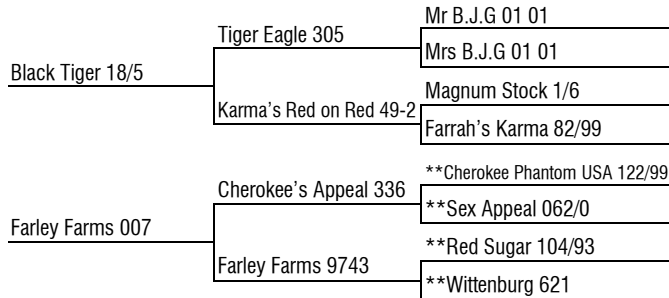 Mr B.J.G 01 01
Tiger Eagle 305
Mrs B.J.G 01 01
Black Tiger 18/5
Magnum Stock 1/6
Karma's Red on Red 49-2
Farrah's Karma 82/99
**Cherokee Phantom USA 122/99
Cherokee's Appeal 336
**Sex Appeal 062/0
Farley Farms 007
**Red Sugar 104/93
Farley Farms 9743
**Wittenburg 621